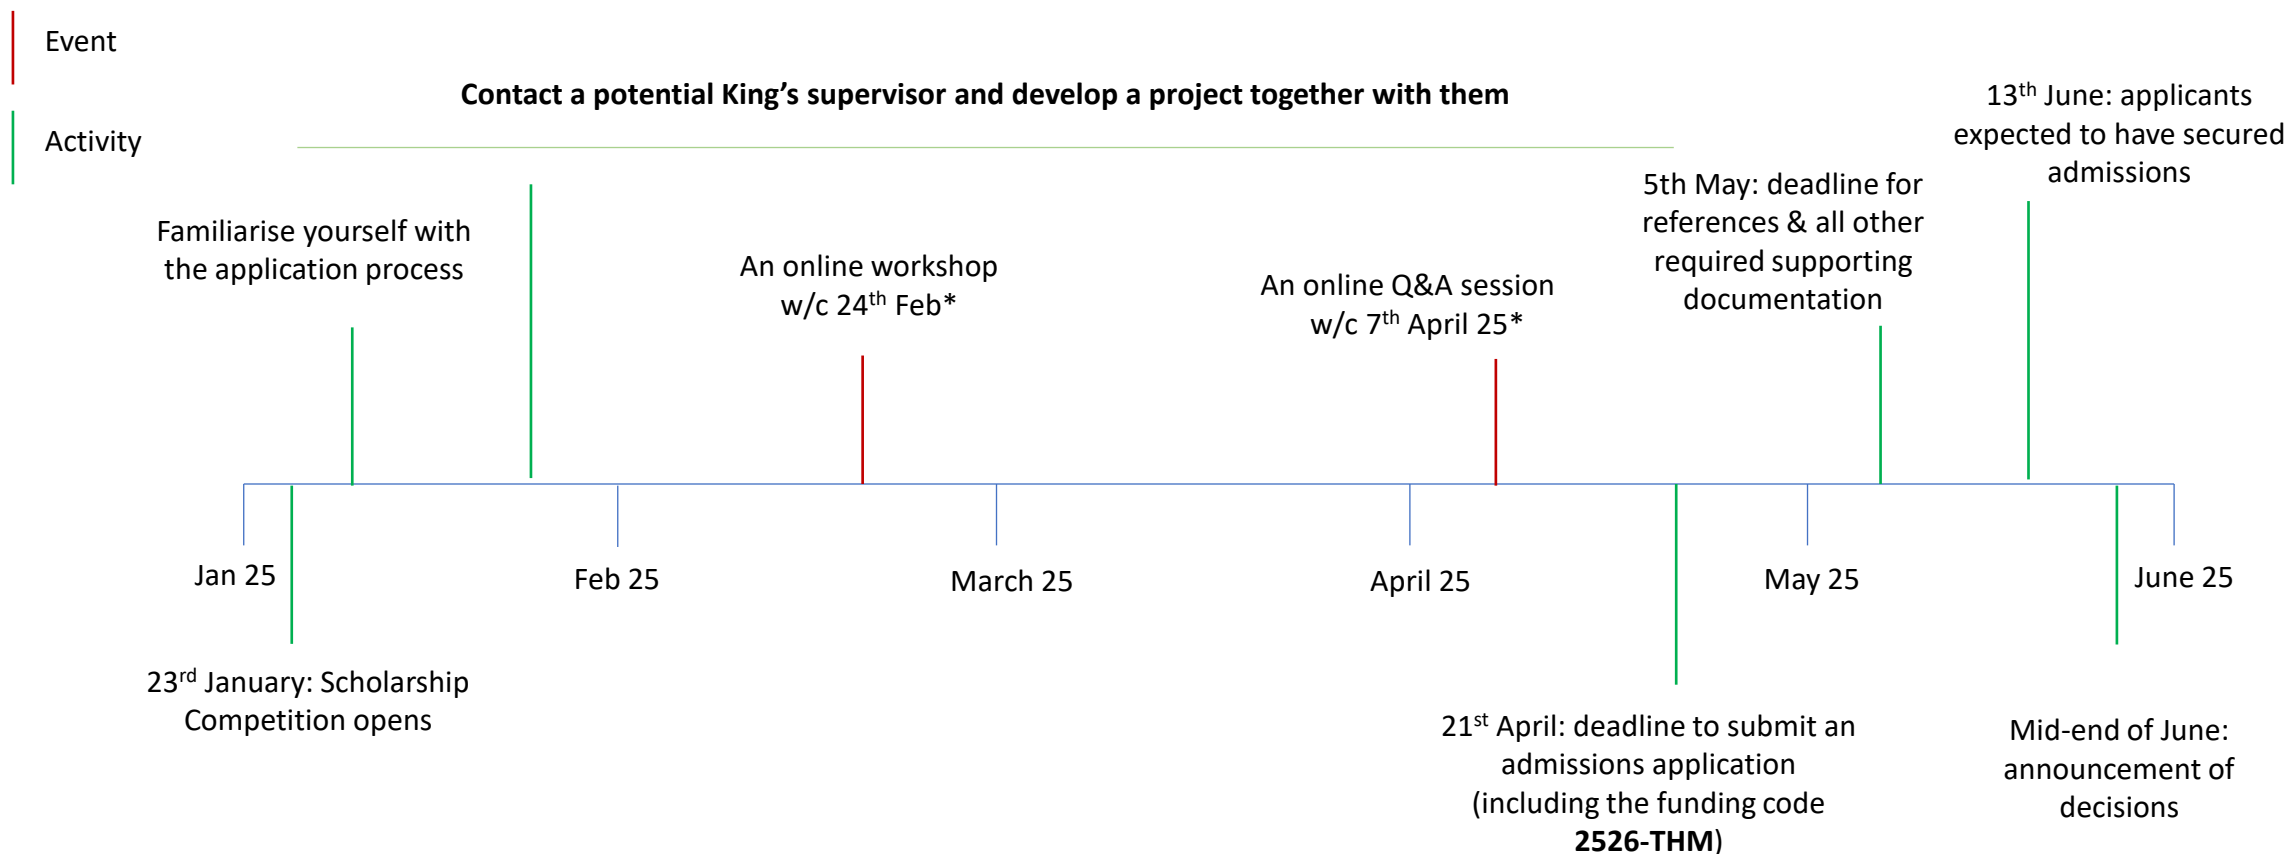 Event
Activity
Contact a potential King’s supervisor and develop a project together with them
Familiarise yourself with
the application process
An online workshop
w/c 24th Feb*
An online Q&A session
w/c 7th April 25*
5th May: deadline for
references & all other
required supporting
documentation
13th June: applicants
expected to have secured
admissions
Jan 25
Feb 25
March 25
April 25
May 25
June 25
23rd January: Scholarship
Competition opens
21st April: deadline to submit an
admissions application
(including the funding code
2526-THM)
Mid-end of June:
announcement of
decisions